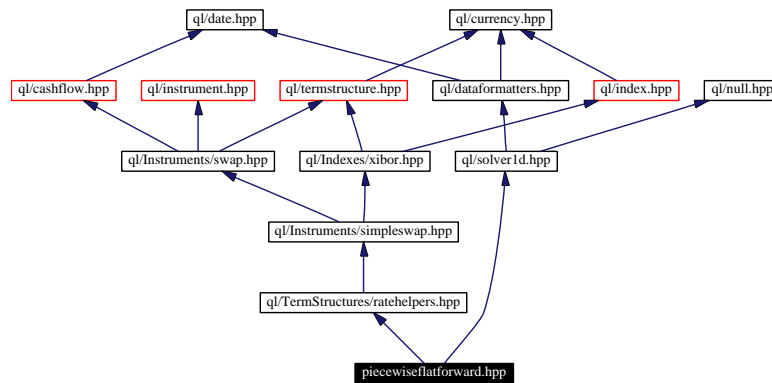 ql/date.hpp
ql/currency.hpp
ql/cashflow.hpp
ql/instrument.hpp
ql/termstructure.hpp
ql/dataformatters.hpp
ql/index.hpp
ql/null.hpp
ql/Instruments/swap.hpp
ql/Indexes/xibor.hpp
ql/solver1d.hpp
ql/Instruments/simpleswap.hpp
ql/TermStructures/ratehelpers.hpp
piecewiseflatforward.hpp